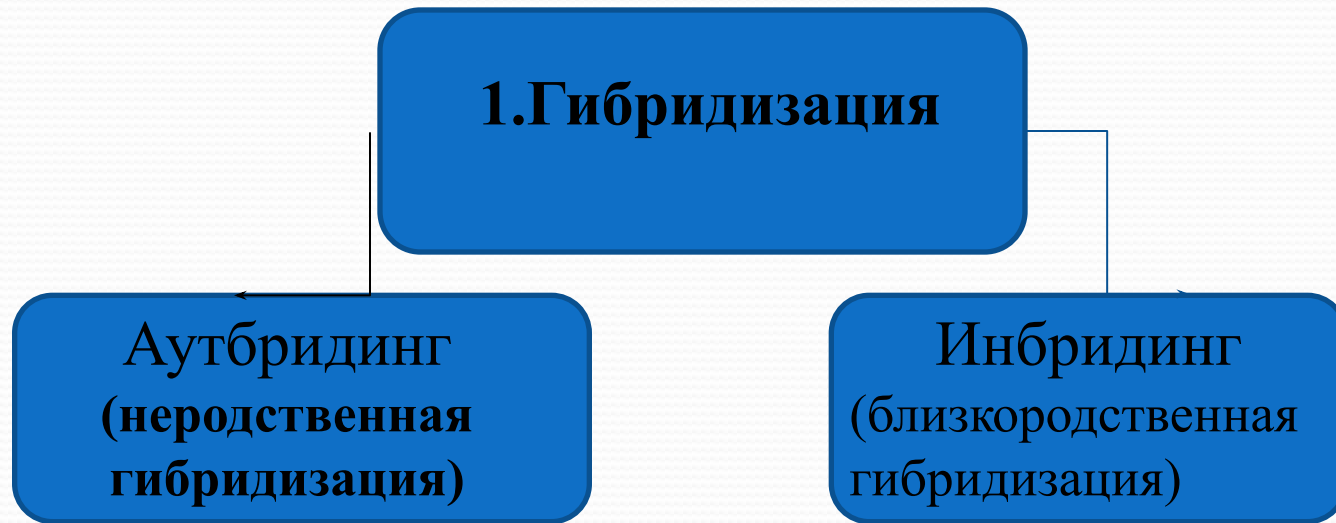 1.Гибридизация
Аутбридинг
(неродственная
гибридизация)
Инбридинг
(близкородственная
гибридизация)